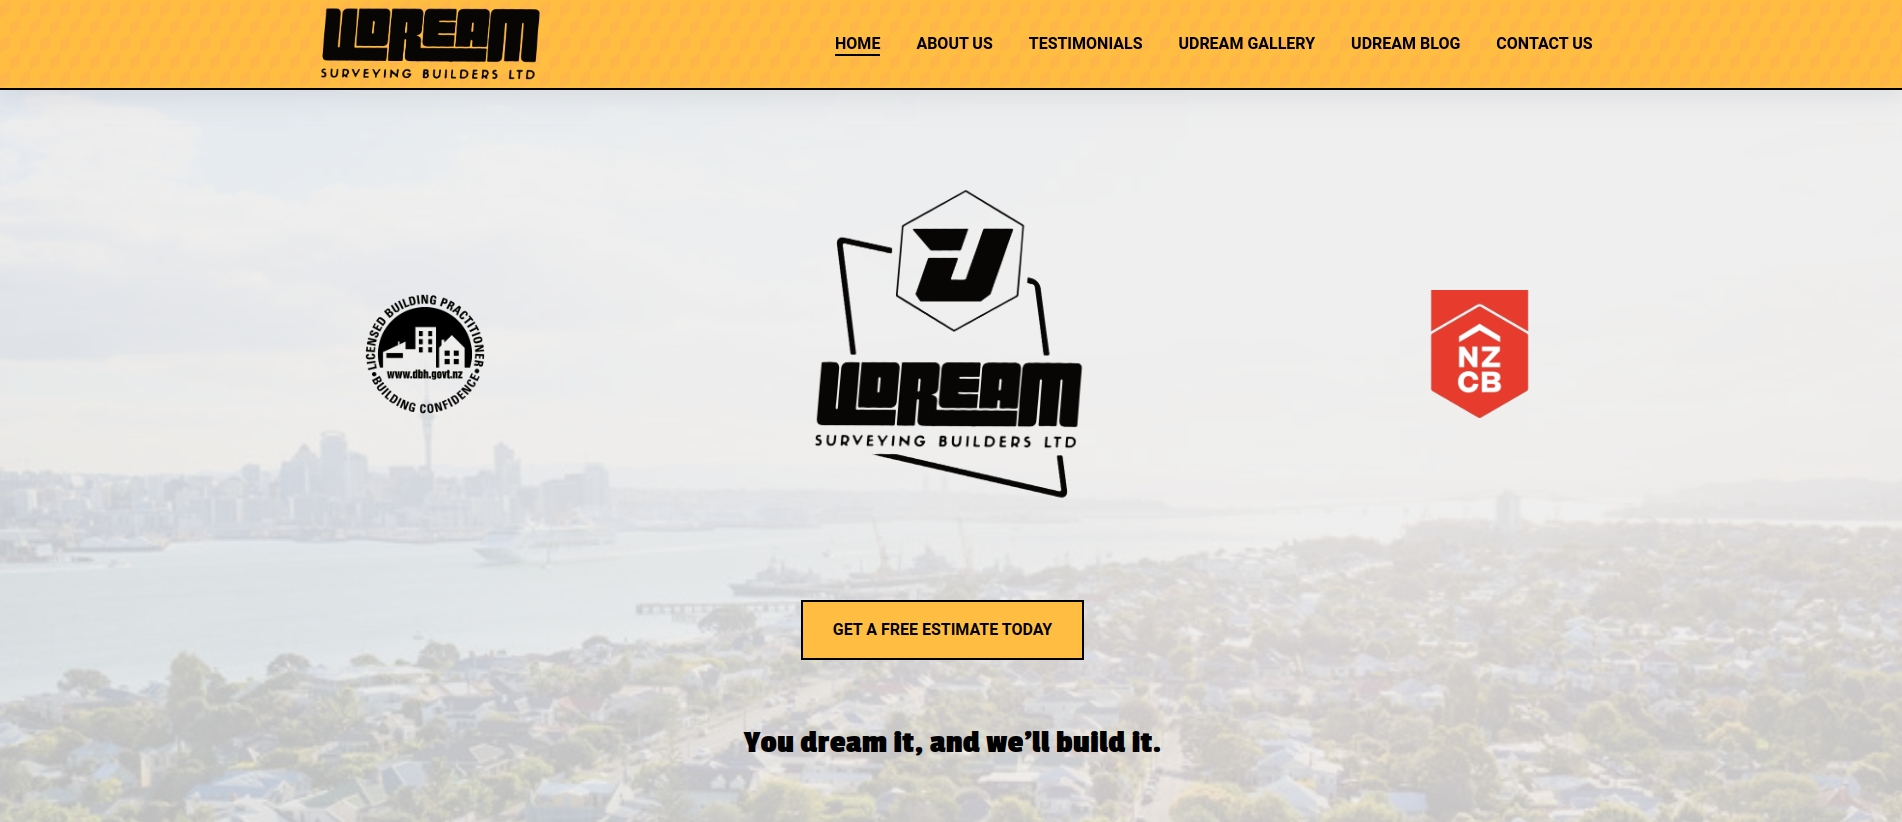 UDREAM
SURVEYING BUILDERS LTD
HOME
ABOUT US
TESTIMONIALS
UDREAM GALLERY
UDREAM BLOG
CONTACT US
LICENSED BUILDING PRACTITIONER
www.dbh.govt.nz
BUILDING CONFIDENCE
U
UDREAM
SURVEYING BUILDERS LTD
NZ
CB
GET A FREE ESTIMATE TODAY
You dream it, and we’ll build it.